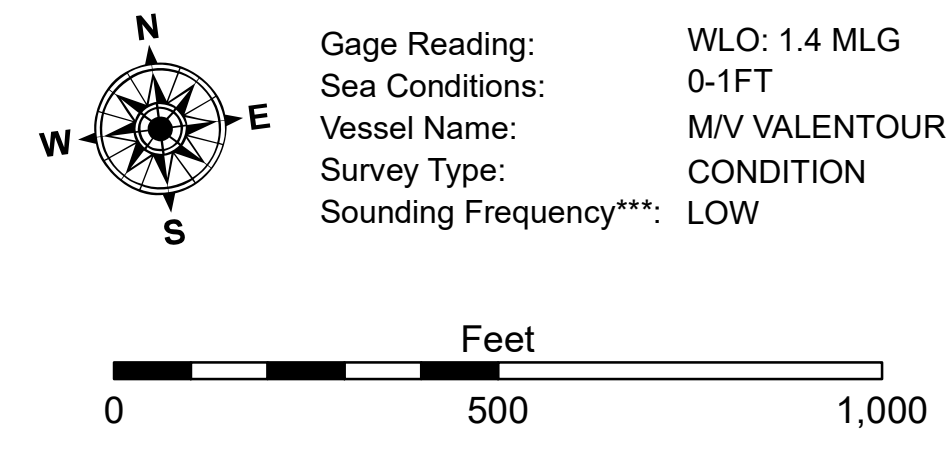 N
W E
S
Gage Reading: WLO: 1.4 MLG
Sea Conditions: 0-1FT
Vessel Name: M/V VALENTOUR
Survey Type: CONDITION
Sounding Frequency***: LOW
Feet
0 500 1,000